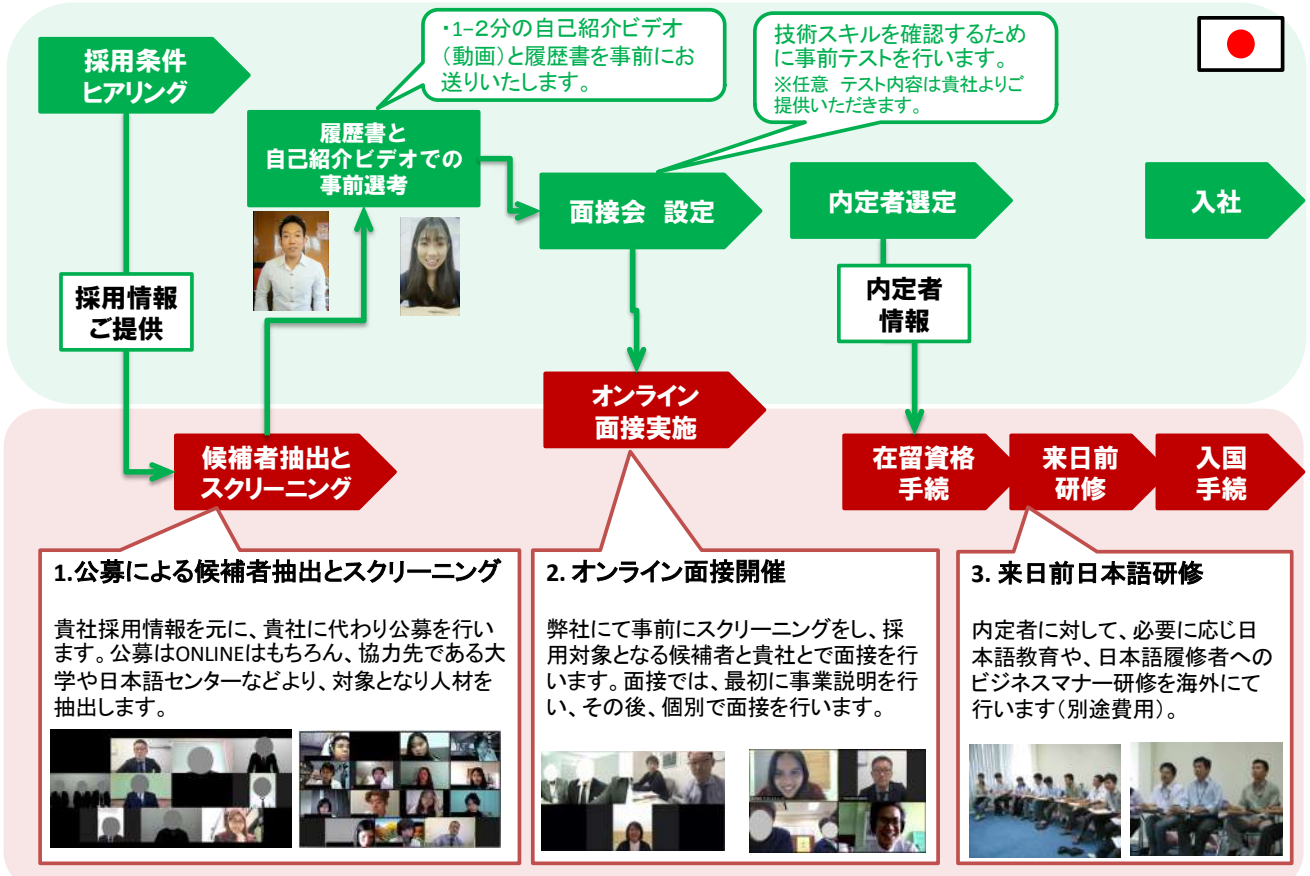 採用条件
ヒアリング
・1–2分の自己紹介ビデオ
(動画)と履歴書を事前にお
送りいたします。
技術スキルを確認するため
に事前テストを行います。
※任意 テスト内容は貴社よりご
提供いただきます。
履歴書と
自己紹介ビデオでの
事前選考
面接会 設定
内定者選定
入社
採用情報
ご提供
内定者
情報
オンライン
面接実施
候補者抽出と
スクリーニング
在留資格
手続
来日前
研修
入国
手続
1.公募による候補者抽出とスクリーニング
貴社採用情報を元に、貴社に代わり公募を行い
ます。公募はONLINEはもちろん、協力先である大
学や日本語センターなどより、対象となり人材を
抽出します。
2. オンライン面接開催
弊社にて事前にスクリーニングをし、採
用対象となる候補者と貴社とで面接を行
います。面接では、最初に事業説明を行
い、その後、個別で面接を行います。
3. 来日前日本語研修
内定者に対して、必要に応じ日
本語教育や、日本語履修者への
ビジネスマナー研修を海外にて
行います(別途費用)。